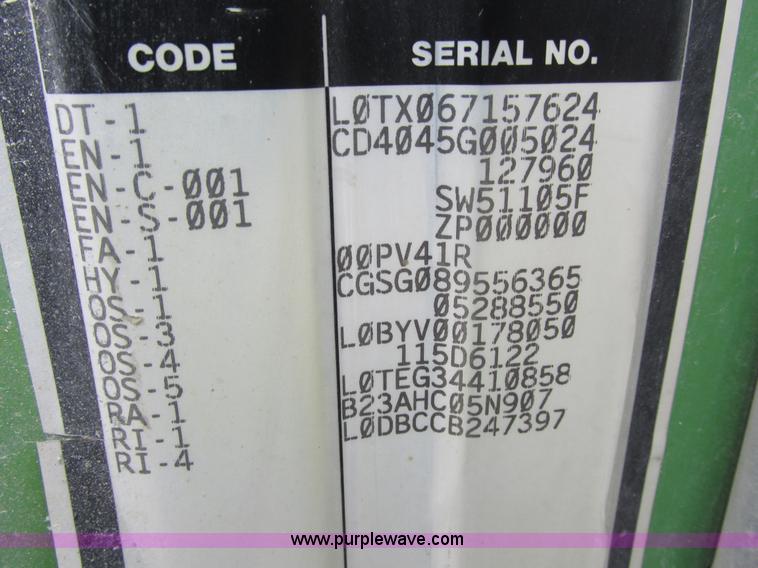 CODE SERIAL NO.
DT-1 L0TX067157624
EN-1 CD4045G005024
EN-C-001 127960
EN-S-001 SW51105F
FA-1 ZP000000
HY-1 00PV41R
OS-1 CGSG089556365
OS-3 05288550
OS-4 L0BYV00178050
OS-5 115D6122
RA-1 L0TEG34410858
RI-1 B23AHC05N907
RI-4 L0DBCCB247397
www.purplewave.com